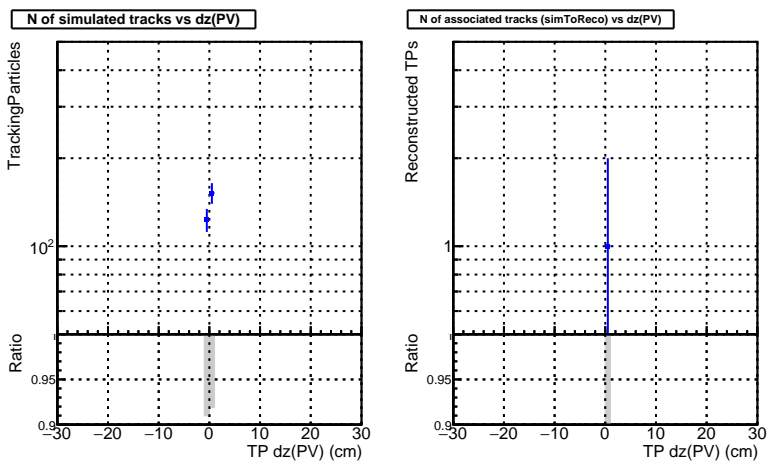 N of simulated tracks vs dz(PV)
TrackingParticles
10²
Ratio
0.95
0.9
−30 −20 −10 0 10 20 30
TP dz(PV) (cm)
N of associated tracks (simToReco) vs dz(PV)
Reconstructed TPs
1
Ratio
0.95
0.9
−30 −20 −10 0 10 20 30
TP dz(PV) (cm)